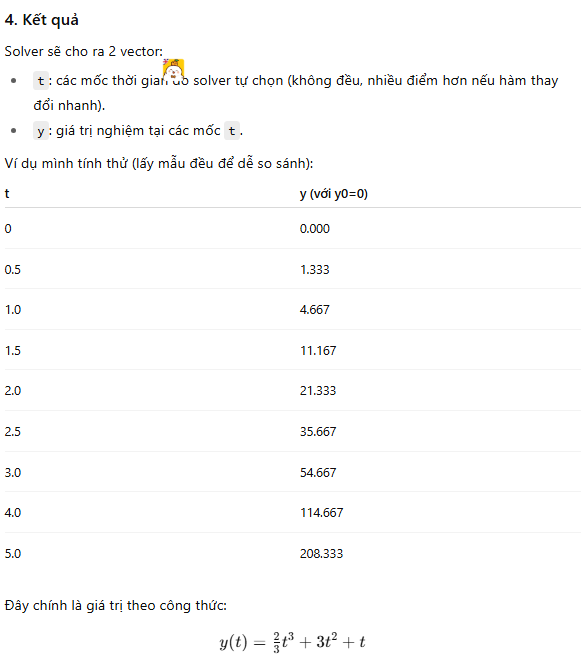 4. Kết quả
Solver sẽ cho ra 2 vector:
• t: các mốc thời gian do solver tự chọn (không đều, nhiều điểm hơn nếu hàm thay
đổi nhanh).
• y: giá trị nghiệm tại các mốc t.
Ví dụ mình tính thử (lấy mẫu đều để dễ so sánh):
t y (với y0=0)
0 0.000
0.5 1.333
1.0 4.667
1.5 11.167
2.0 21.333
2.5 35.667
3.0 54.667
4.0 114.667
5.0 208.333
Đây chính là giá trị theo công thức:
y(t) = 2/3 t³ + 3t² + t